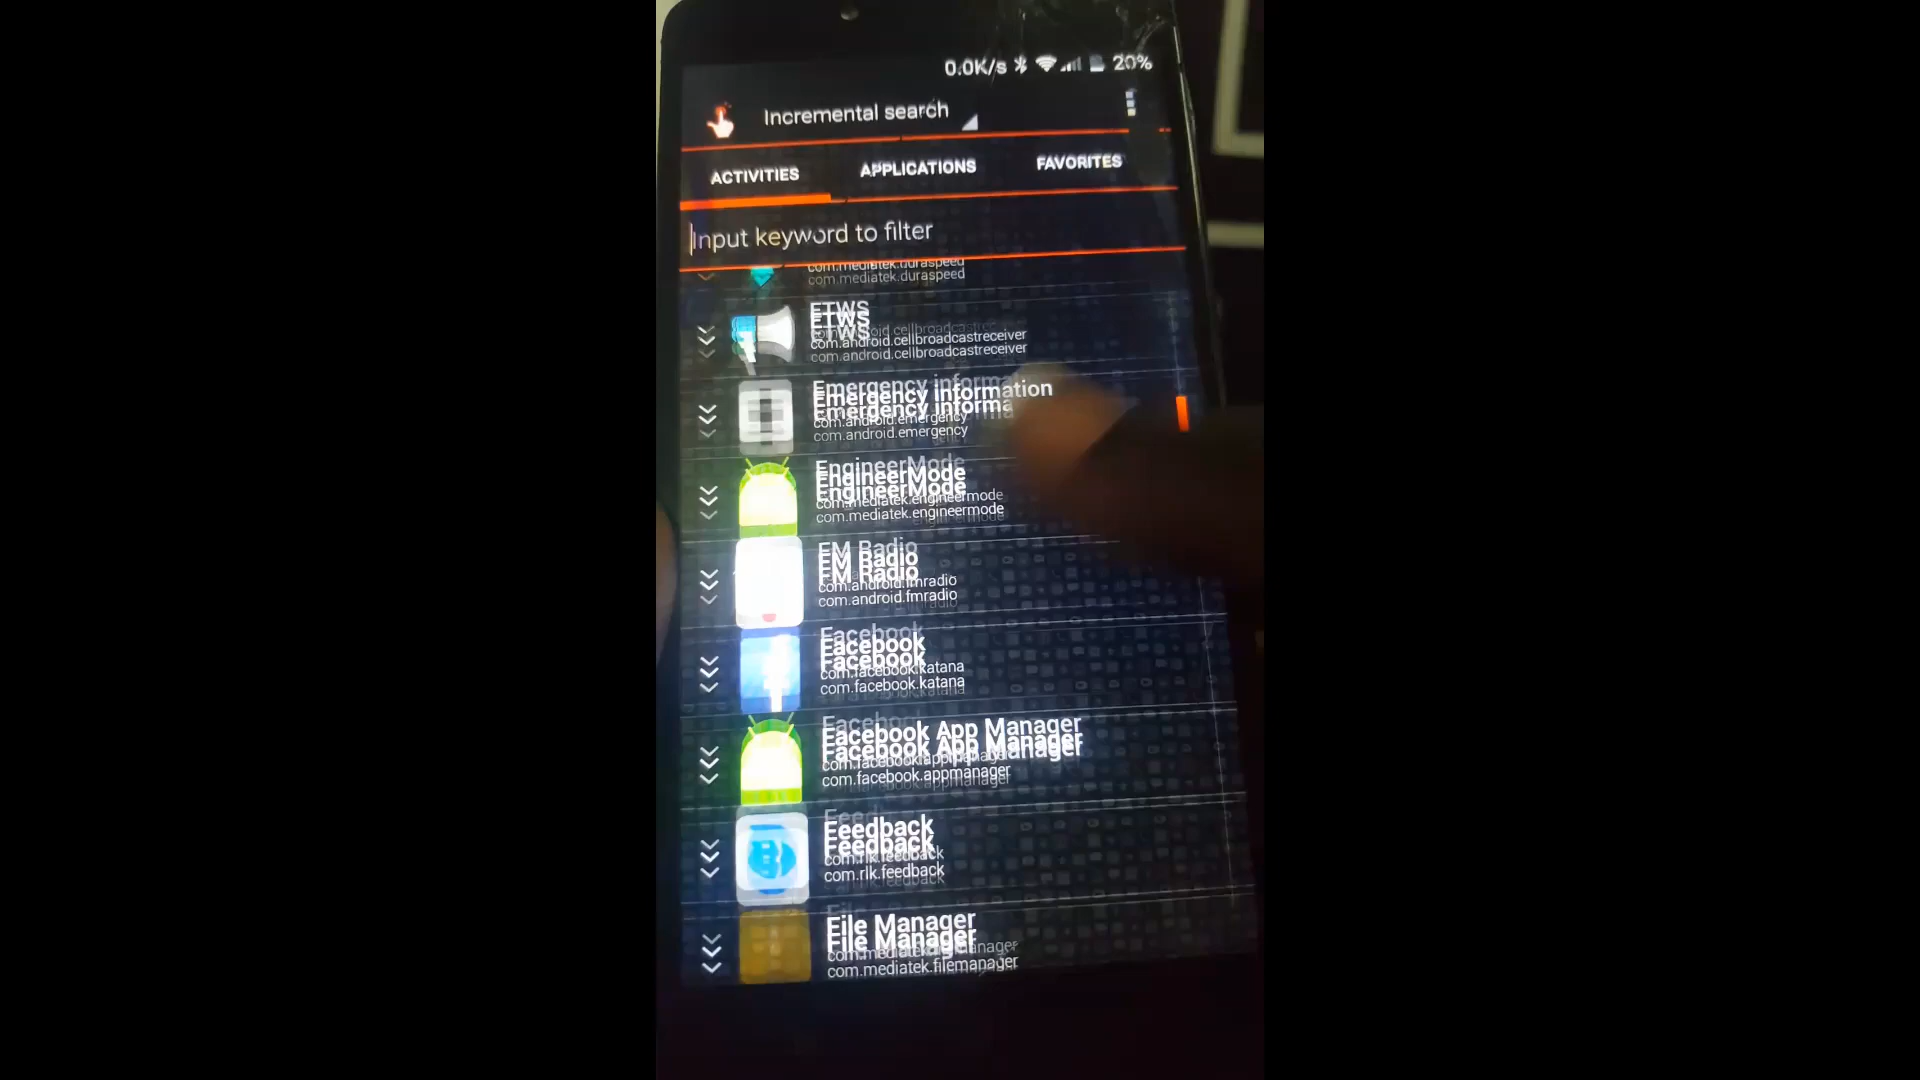 0.0K/s 20%
Incremental search
ACTIVITIES APPLICATIONS FAVORITES
Input keyword to filter
com.mediatek.duraspeed
ETWS
com.android.cellbroadcastreceiver
Emergency information
com.android.emergency
EngineerMode
com.mediatek.engineermode
FM Radio
com.android.fmradio
Facebook
com.facebook.katana
Facebook App Manager
com.facebook.appmanager
Feedback
com.rlk.feedback
File Manager
com.mediatek.filemanager